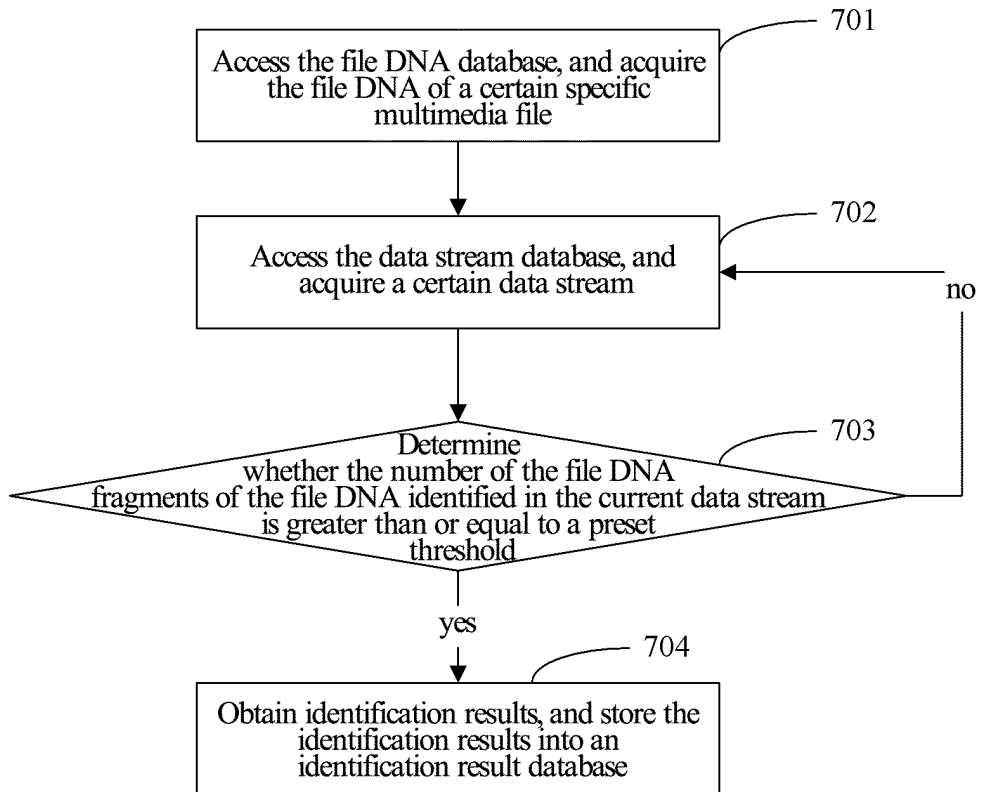 701
Access the file DNA database, and acquire
the file DNA of a certain specific
multimedia file
702
Access the data stream database, and
acquire a certain data stream
no
703
Determine
whether the number of the file DNA
fragments of the file DNA identified in the current data stream
is greater than or equal to a preset
threshold
yes
704
Obtain identification results, and store the
identification results into an
identification result database